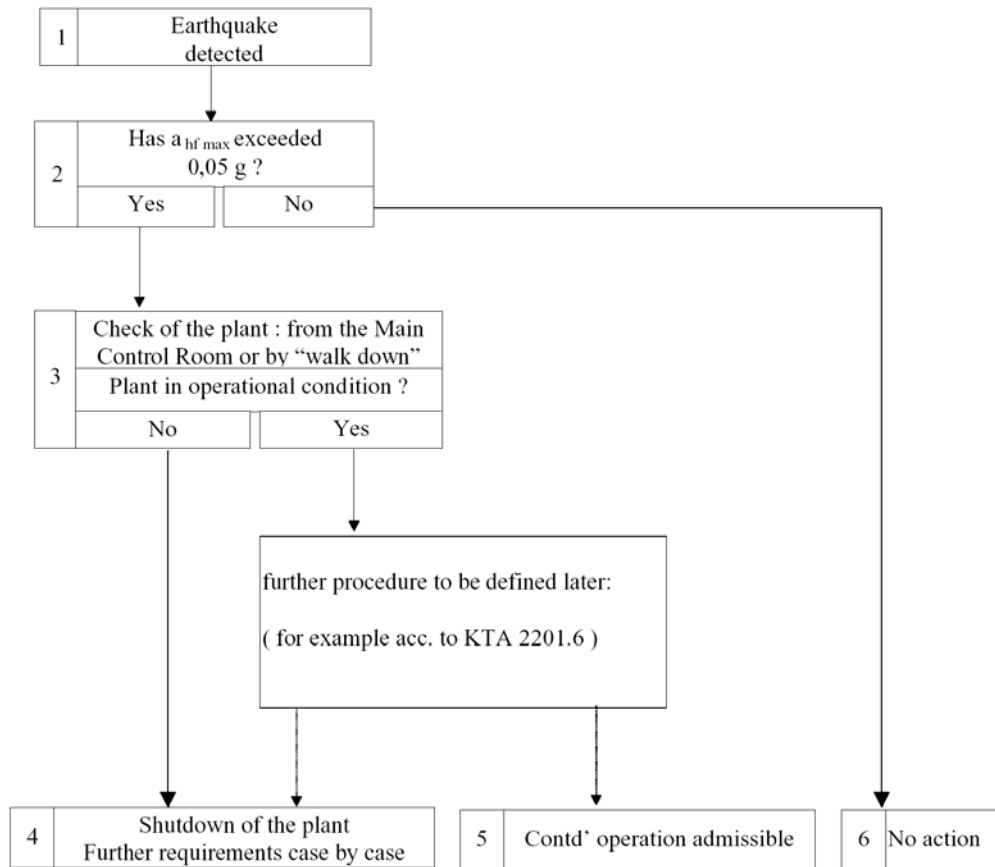 1
Earthquake
detected
2
Has a hf max exceeded
0,05 g ?
Yes
No
3
Check of the plant : from the Main
Control Room or by “walk down”
Plant in operational condition ?
No
Yes
further procedure to be defined later:
( for example acc. to KTA 2201.6 )
4
Shutdown of the plant
Further requirements case by case
5
Contd’ operation admissible
6
No action